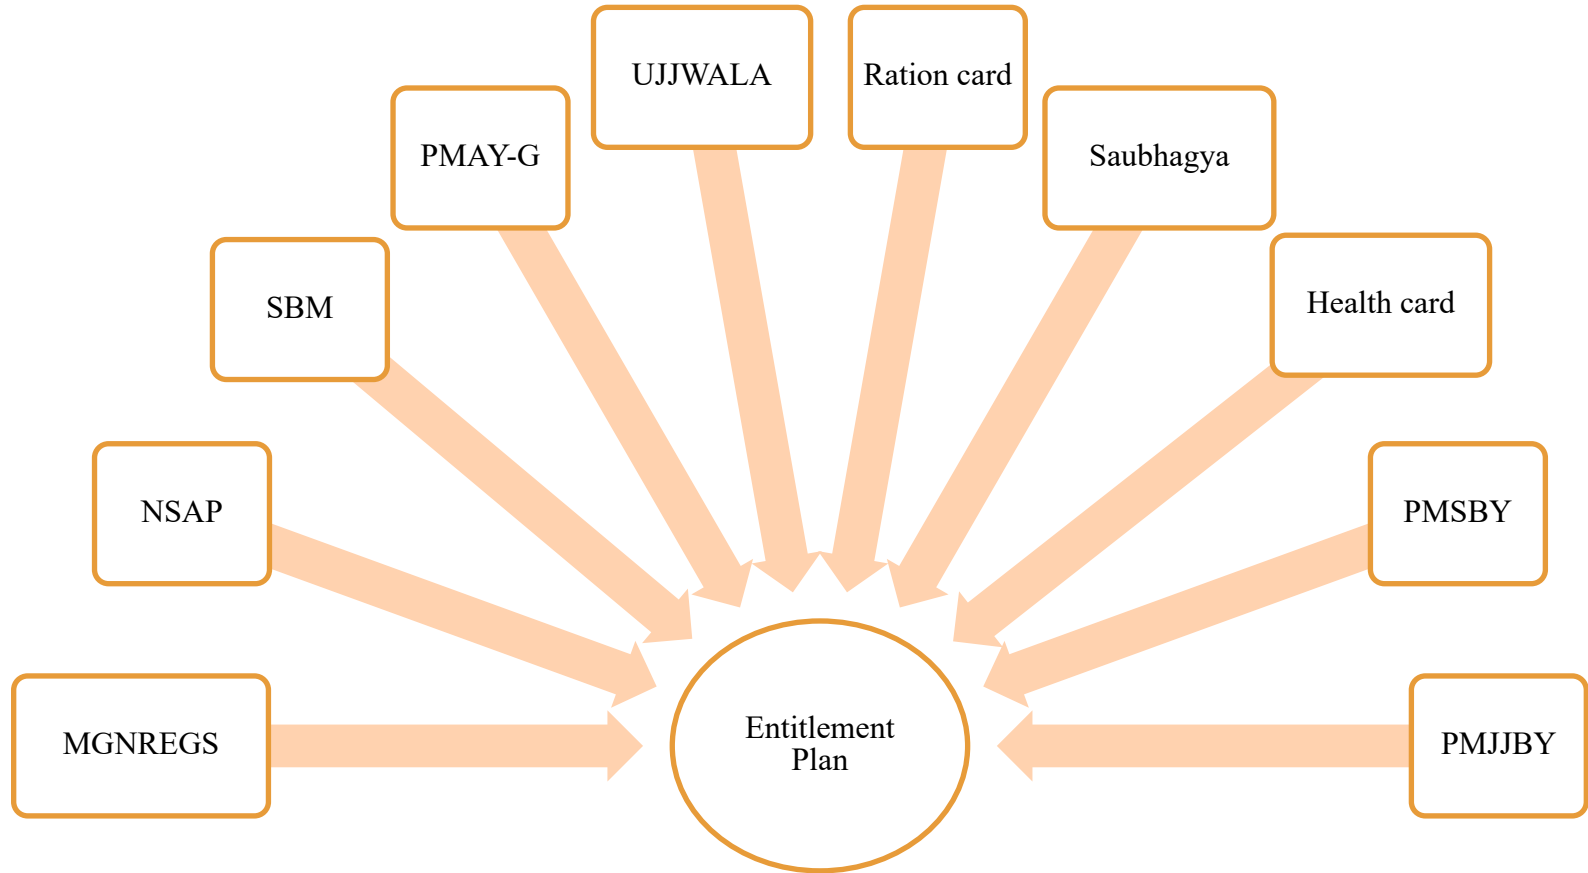 UJJWALA
Ration card
PMAY-G
Saubhagya
SBM
Health card
NSAP
PMSBY
MGNREGS
Entitlement
Plan
PMJJBY